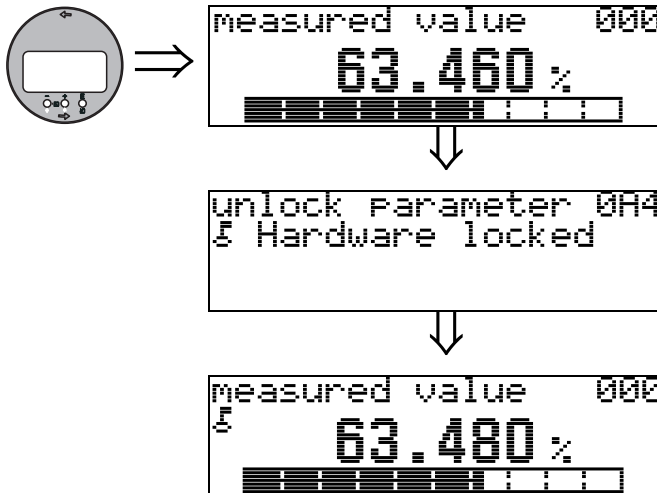 measured value 000
63.460 %
unlock parameter 0A4
Hardware locked
measured value 000
63.480 %